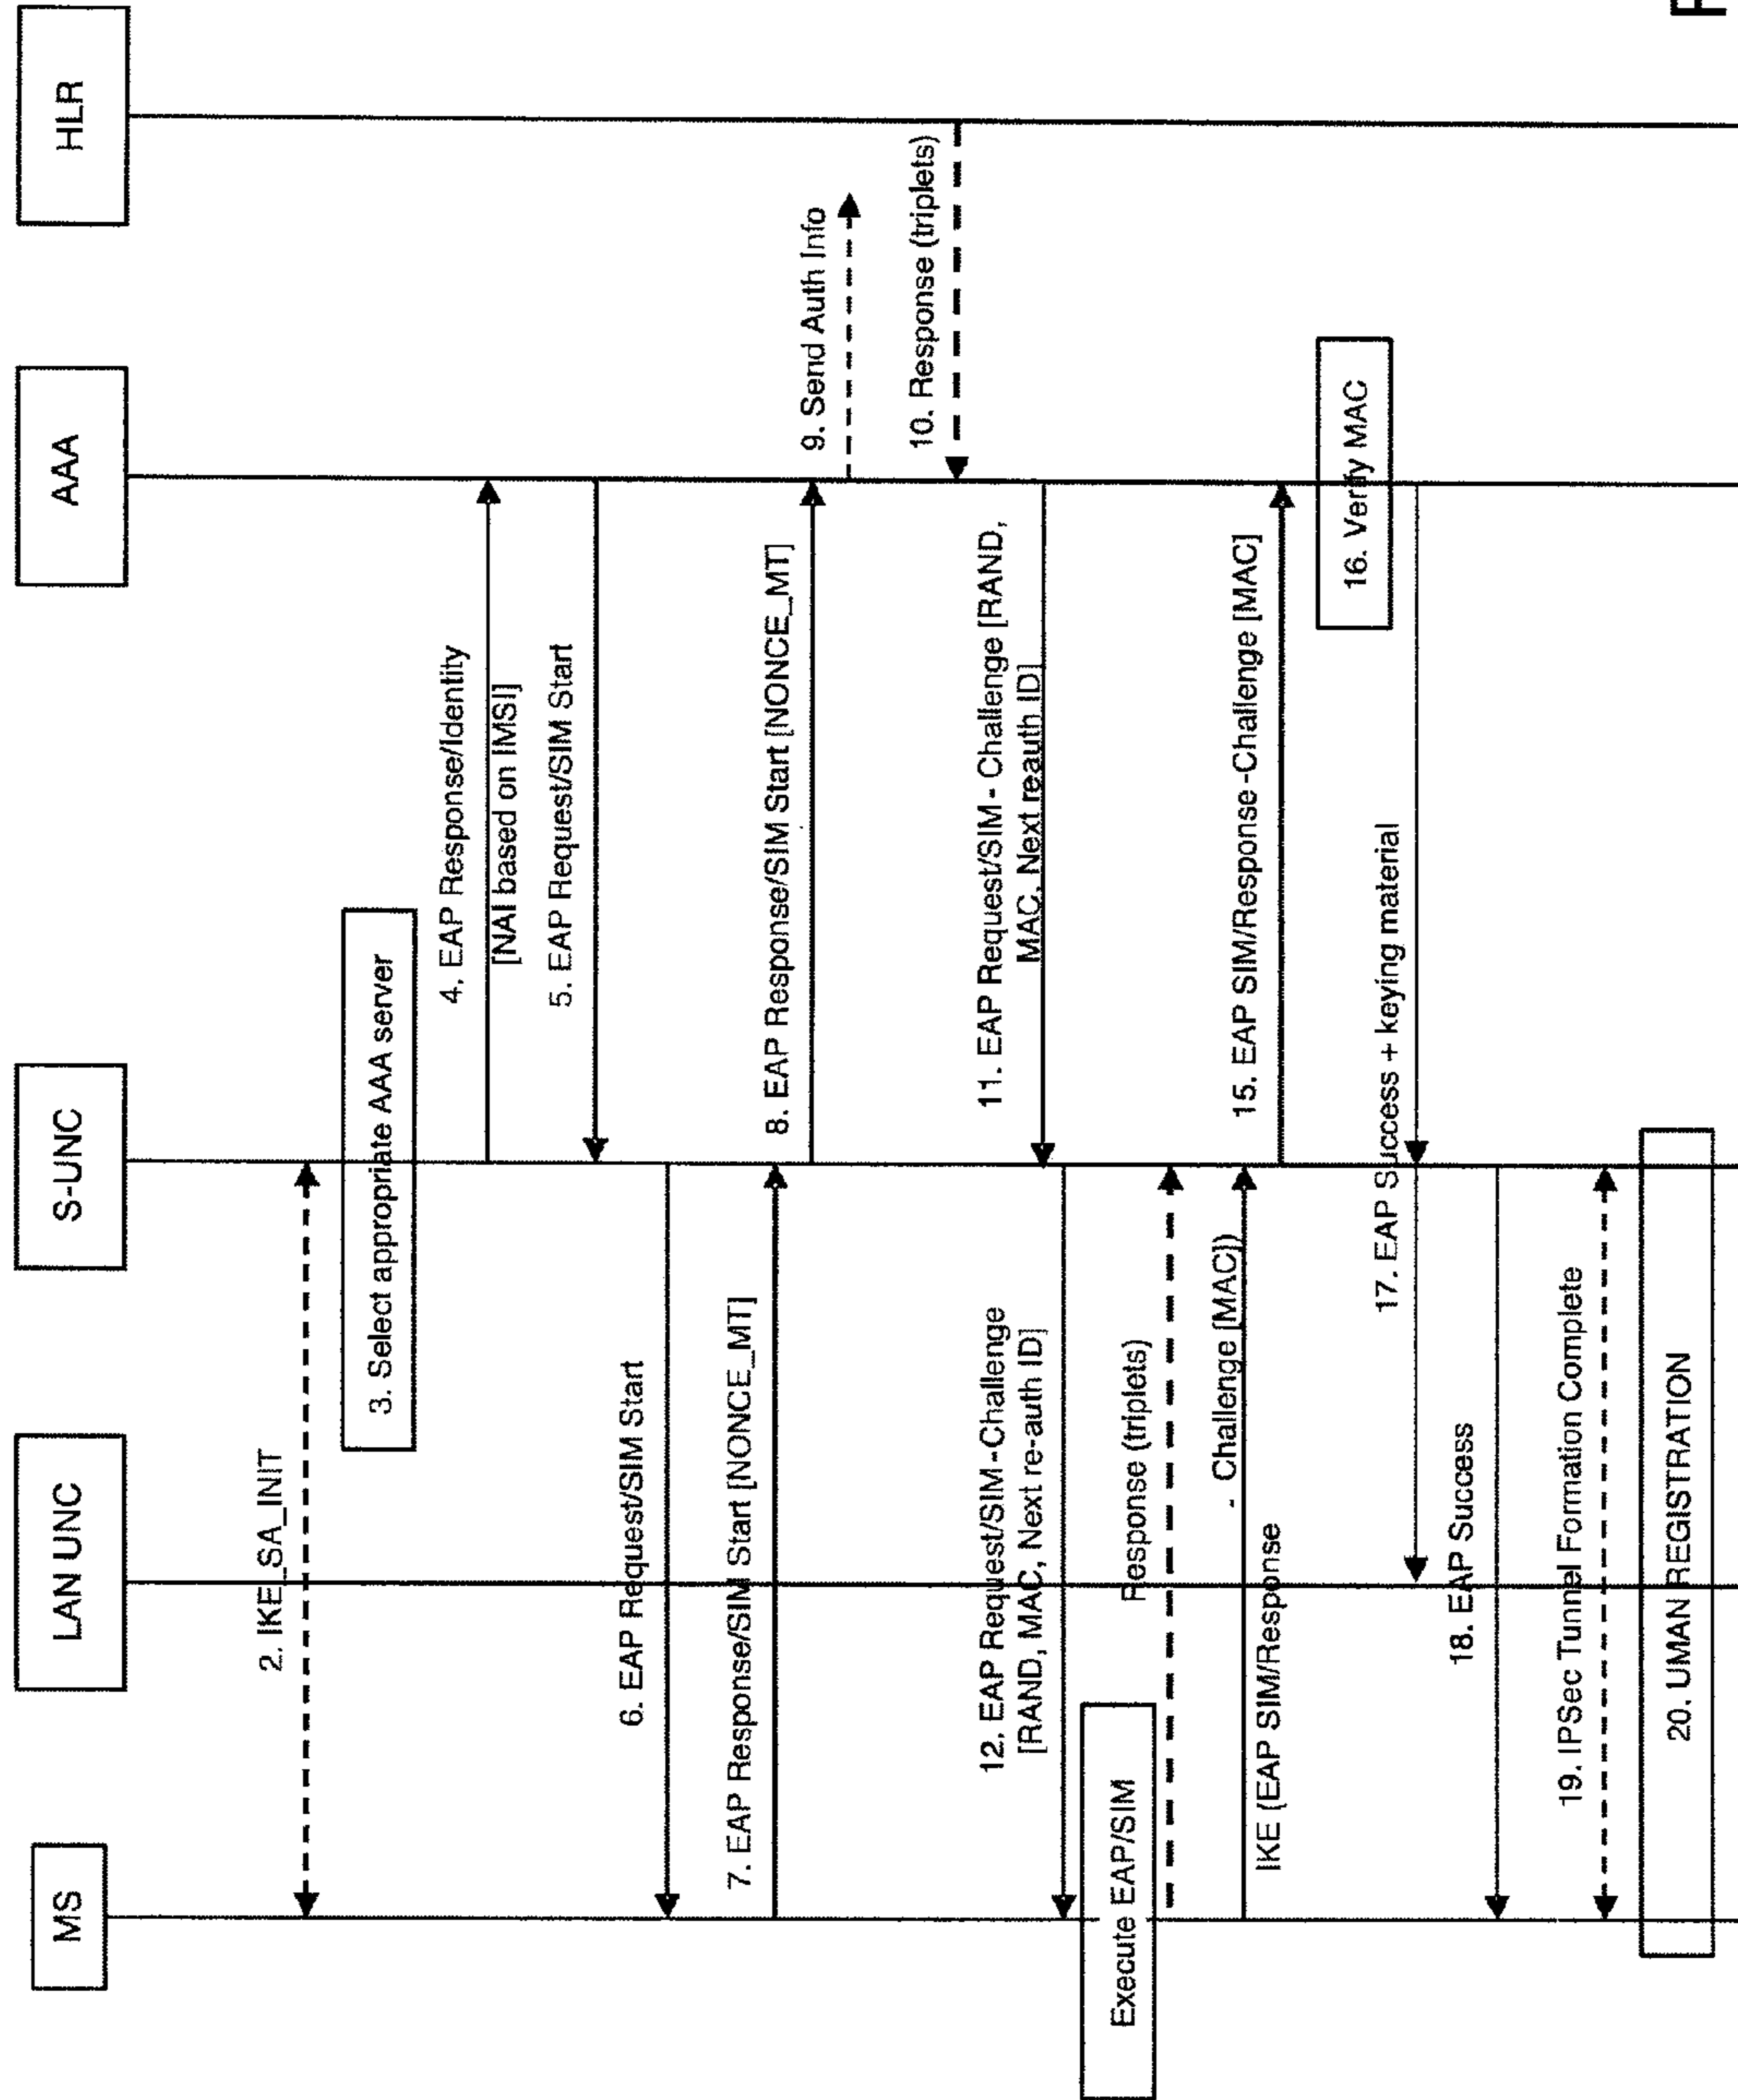 MS
LAN UNC
S-UNC
AAA
HLR
2. IKE_SA_INIT
3. Select appropriate AAA server
4. EAP Response/Identity
[NAI based on IMSI]
5. EAP Request/SIM Start
6. EAP Request/SIM Start
7. EAP Response/SIM Start [NONCE_MT]
8. EAP Response/SIM Start [NONCE_MT]
9. Send Auth Info
10. Response (triplets)
11. EAP Request/SIM - Challenge [RAND,
MAC, Next reauth ID]
12. EAP Request/SIM-Challenge
[RAND, MAC, Next re-auth ID]
Execute EAP/SIM
Response (triplets)
IKE (EAP SIM/Response
- Challenge [MAC])
15. EAP SIM/Response -Challenge [MAC]
16. Verify MAC
17. EAP Success + keying material
18. EAP Success
19. IPSec Tunnel Formation Complete
20. UMAN REGISTRATION